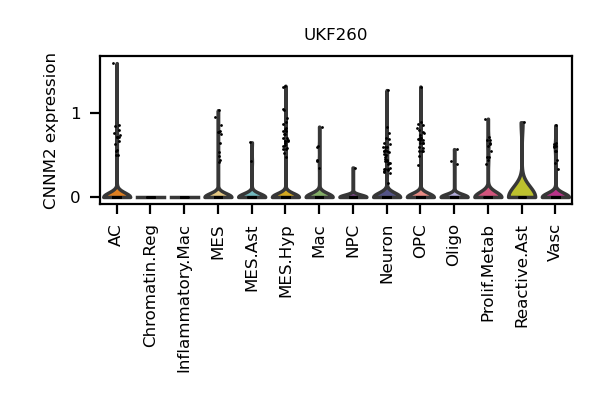 UKF260
CNNM2 expression
1
0
AC
Chromatin.Reg
Inflammatory.Mac
MES
MES.Ast
MES.Hyp
Mac
NPC
Neuron
OPC
Oligo
Prolif.Metab
Reactive.Ast
Vasc